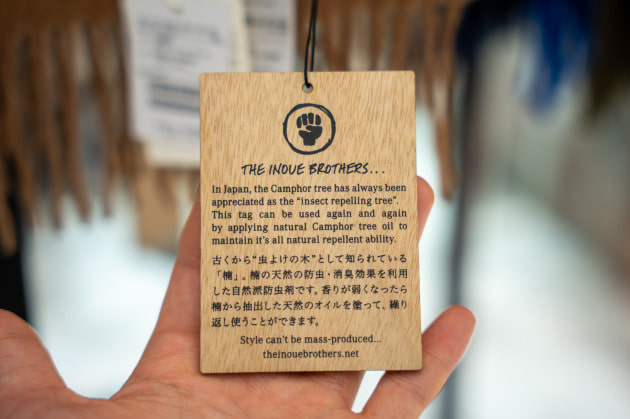 THE INOUE BROTHERS...
In Japan, the Camphor tree has always been
appreciated as the “insect repelling tree”.
This tag can be used again and again
by applying natural Camphor tree oil to
maintain it's all natural repellent ability.
古くから“虫よけの木”として知られている
「楠」。楠の天然の防虫・消臭効果を利用
した自然派防虫剤です。香りが弱くなったら
楠から抽出した天然のオイルを塗って、繰り
返し使うことができます。
Style can't be mass-produced...
theinouebrothers.net